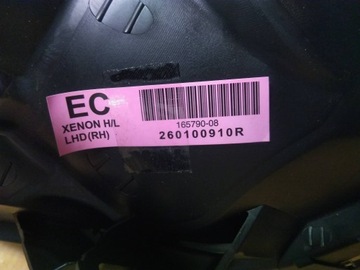 EC
XENON H/L
LHD(RH)
165790-08
260100910R